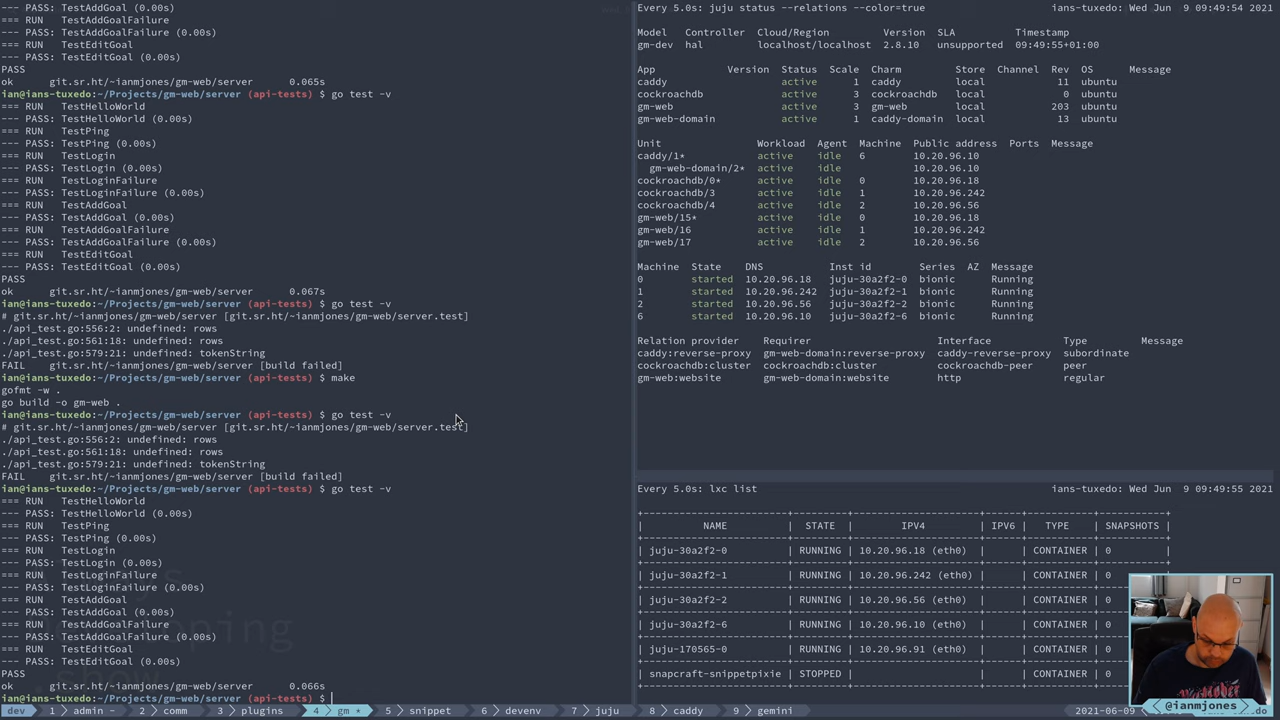 --- PASS: TestAddGoal (0.00s)
=== RUN   TestAddGoalFailure
--- PASS: TestAddGoalFailure (0.00s)
=== RUN   TestEditGoal
--- PASS: TestEditGoal (0.00s)
PASS
ok      git.sr.ht/~ianmjones/gm-web/server      0.065s
ian@ians-tuxedo:~/Projects/gm-web/server (api-tests) $ go test -v
=== RUN   TestHelloWorld
--- PASS: TestHelloWorld (0.00s)
=== RUN   TestPing
--- PASS: TestPing (0.00s)
=== RUN   TestLogin
--- PASS: TestLogin (0.00s)
=== RUN   TestLoginFailure
--- PASS: TestLoginFailure (0.00s)
=== RUN   TestAddGoal
--- PASS: TestAddGoal (0.00s)
=== RUN   TestAddGoalFailure
--- PASS: TestAddGoalFailure (0.00s)
=== RUN   TestEditGoal
--- PASS: TestEditGoal (0.00s)
PASS
ok      git.sr.ht/~ianmjones/gm-web/server      0.067s
ian@ians-tuxedo:~/Projects/gm-web/server (api-tests) $ go test -v
# git.sr.ht/~ianmjones/gm-web/server [git.sr.ht/~ianmjones/gm-web/server.test]
./api_test.go:556:2: undefined: rows
./api_test.go:561:18: undefined: rows
./api_test.go:579:21: undefined: tokenString
FAIL    git.sr.ht/~ianmjones/gm-web/server [build failed]
ian@ians-tuxedo:~/Projects/gm-web/server (api-tests) $ make
gofmt -w .
go build -o gm-web .
ian@ians-tuxedo:~/Projects/gm-web/server (api-tests) $ go test -v
# git.sr.ht/~ianmjones/gm-web/server [git.sr.ht/~ianmjones/gm-web/server.test]
./api_test.go:556:2: undefined: rows
./api_test.go:561:18: undefined: rows
./api_test.go:579:21: undefined: tokenString
FAIL    git.sr.ht/~ianmjones/gm-web/server [build failed]
ian@ians-tuxedo:~/Projects/gm-web/server (api-tests) $ go test -v
=== RUN   TestHelloWorld
--- PASS: TestHelloWorld (0.00s)
=== RUN   TestPing
--- PASS: TestPing (0.00s)
=== RUN   TestLogin
--- PASS: TestLogin (0.00s)
=== RUN   TestLoginFailure
--- PASS: TestLoginFailure (0.00s)
=== RUN   TestAddGoal
--- PASS: TestAddGoal (0.00s)
=== RUN   TestAddGoalFailure
--- PASS: TestAddGoalFailure (0.00s)
=== RUN   TestEditGoal
--- PASS: TestEditGoal (0.00s)
PASS
ok      git.sr.ht/~ianmjones/gm-web/server      0.066s
ian@ians-tuxedo:~/Projects/gm-web/server (api-tests) $
Every 5.0s: juju status --relations --color=true      ians-tuxedo: Wed Jun  9 09:49:54 2021
Model   Controller  Cloud/Region         Version  SLA          Timestamp
gm-dev  hal         localhost/localhost  2.8.10   unsupported  09:49:55+01:00
App            Version  Status  Scale  Charm         Store  Channel  Rev  OS      Message
caddy                   active      1  caddy         local            11  ubuntu
cockroachdb             active      3  cockroachdb   local             0  ubuntu
gm-web                  active      3  gm-web        local           203  ubuntu
gm-web-domain           active      1  caddy-domain  local            13  ubuntu
Unit                Workload  Agent  Machine  Public address  Ports  Message
caddy/1*            active    idle   6        10.20.96.10
  gm-web-domain/2*  active    idle            10.20.96.10
cockroachdb/0*      active    idle   0        10.20.96.18
cockroachdb/3       active    idle   1        10.20.96.242
cockroachdb/4       active    idle   2        10.20.96.56
gm-web/15*          active    idle   0        10.20.96.18
gm-web/16           active    idle   1        10.20.96.242
gm-web/17           active    idle   2        10.20.96.56
Machine  State    DNS           Inst id        Series  AZ  Message
0        started  10.20.96.18   juju-30a2f2-0  bionic      Running
1        started  10.20.96.242  juju-30a2f2-1  bionic      Running
2        started  10.20.96.56   juju-30a2f2-2  bionic      Running
6        started  10.20.96.10   juju-30a2f2-6  bionic      Running
Relation provider    Requirer                     Interface            Type         Message
caddy:reverse-proxy  gm-web-domain:reverse-proxy  caddy-reverse-proxy  subordinate
cockroachdb:cluster  cockroachdb:cluster          cockroachdb-peer     peer
gm-web:website       gm-web-domain:website        http                 regular
Every 5.0s: lxc list      ians-tuxedo: Wed Jun  9 09:49:55 2021
| NAME | STATE | IPV4 | IPV6 | TYPE | SNAPSHOTS |
| juju-30a2f2-0 | RUNNING | 10.20.96.18 (eth0) | | CONTAINER | 0 |
| juju-30a2f2-1 | RUNNING | 10.20.96.242 (eth0) | | CONTAINER | 0
| juju-30a2f2-2 | RUNNING | 10.20.96.56 (eth0) | | CONTAINER | 0
| juju-30a2f2-6 | RUNNING | 10.20.96.10 (eth0) | | CONTAINER | 0
| juju-170565-0 | RUNNING | 10.20.96.91 (eth0) | | CONTAINER | 0
| snapcraft-snippetpixie | STOPPED | | | CONTAINER | 0
dev  1 admin -  2 comm  3 plugins  4 gm *  5 snippet  6 devenv  7 juju  8 caddy  9 gemini  2021-06-09
@ianmjones